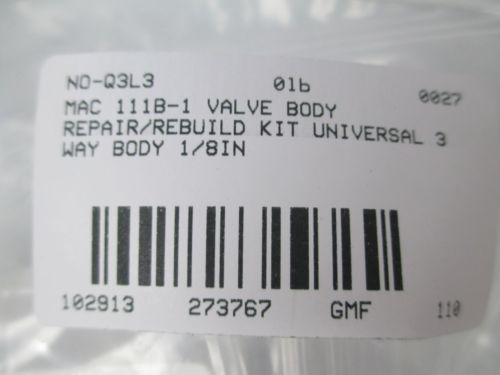 NO-Q3L3 0lb 0027
MAC 111B-1 VALVE BODY
REPAIR/REBUILD KIT UNIVERSAL 3
WAY BODY 1/8IN
102913 273767 GMF 110